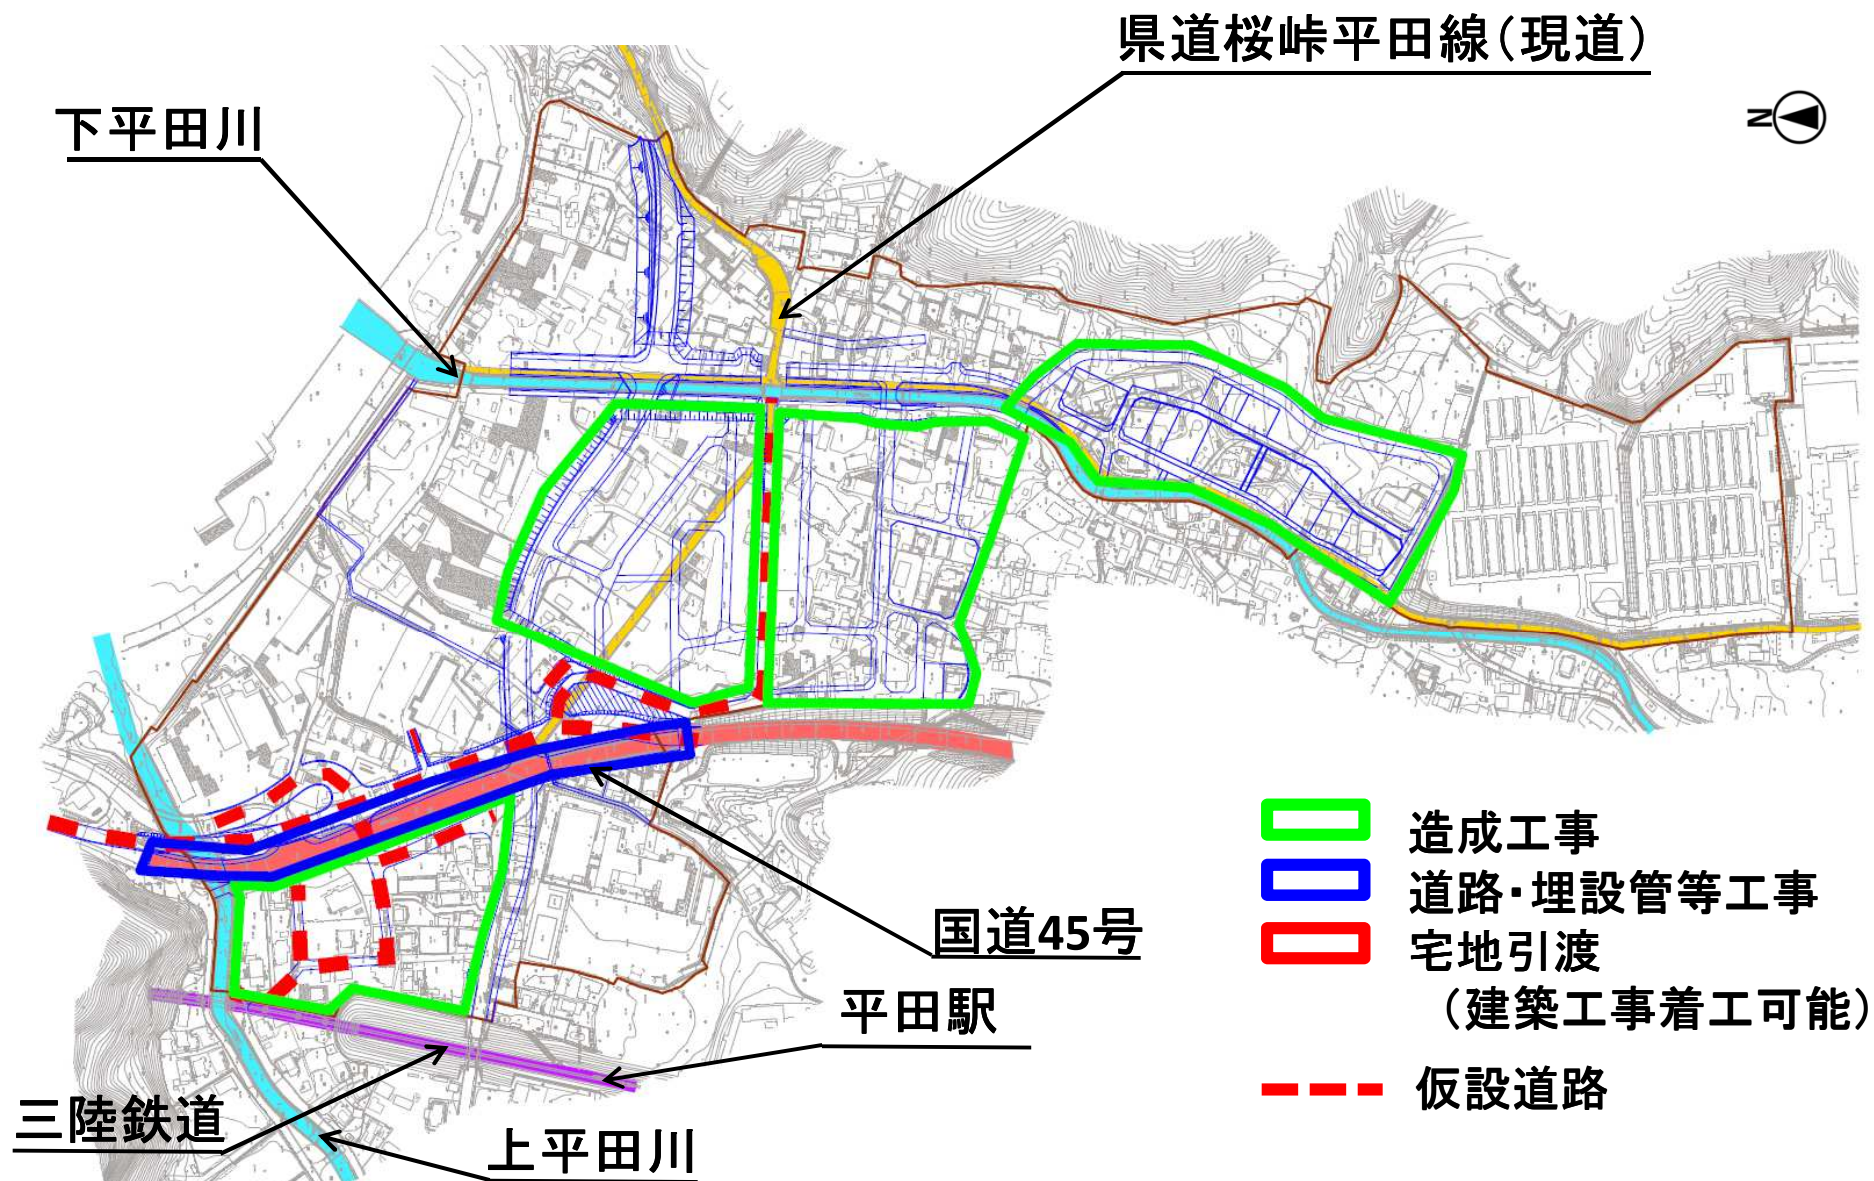 県道桜峠平田線（現道）
下平田川
N
国道45号
平田駅
三陸鉄道
上平田川
造成工事
道路・埋設管等工事
宅地引渡
（建築工事着工可能）
仮設道路